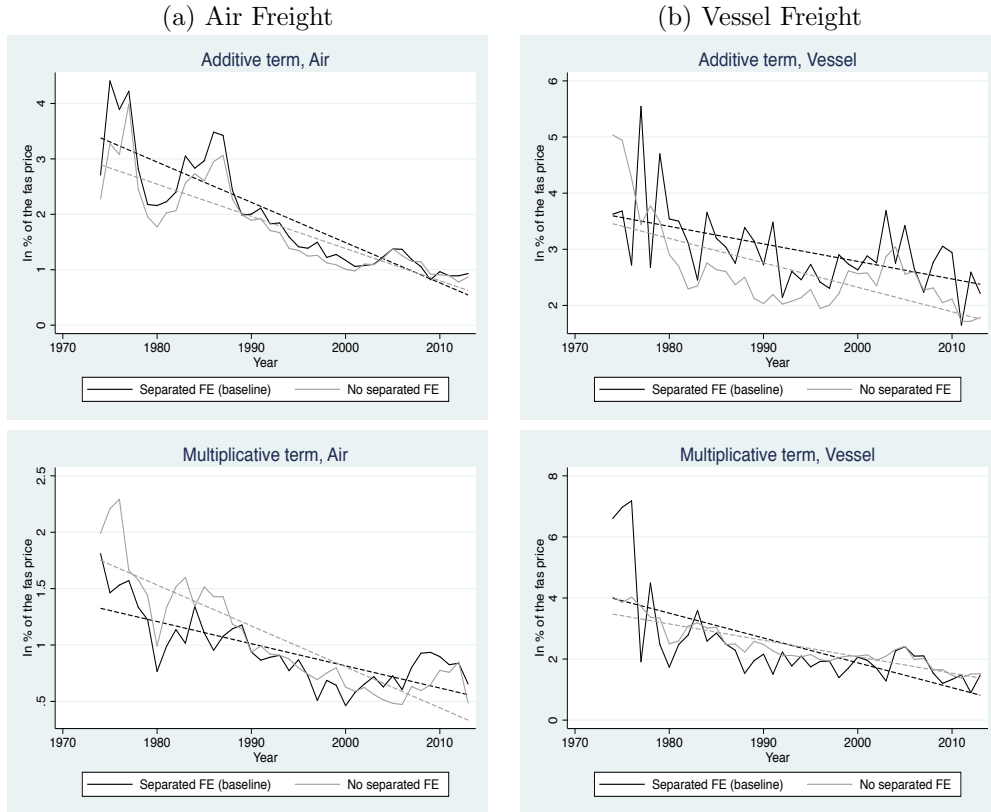 (a) Air Freight
(b) Vessel Freight
Additive term, Air
In % of the fas price
4
3
2
1
0
1970
1980
1990
2000
2010
Year
Separated FE (baseline)
No separated FE
Additive term, Vessel
In % of the fas price
6
5
4
3
2
1970
1980
1990
2000
2010
Year
Separated FE (baseline)
No separated FE
Multiplicative term, Air
In % of the fas price
2.5
2
1.5
1
.5
1970
1980
1990
2000
2010
Year
Separated FE (baseline)
No separated FE
Multiplicative term, Vessel
In % of the fas price
8
6
4
2
0
1970
1980
1990
2000
2010
Year
Separated FE (baseline)
No separated FE